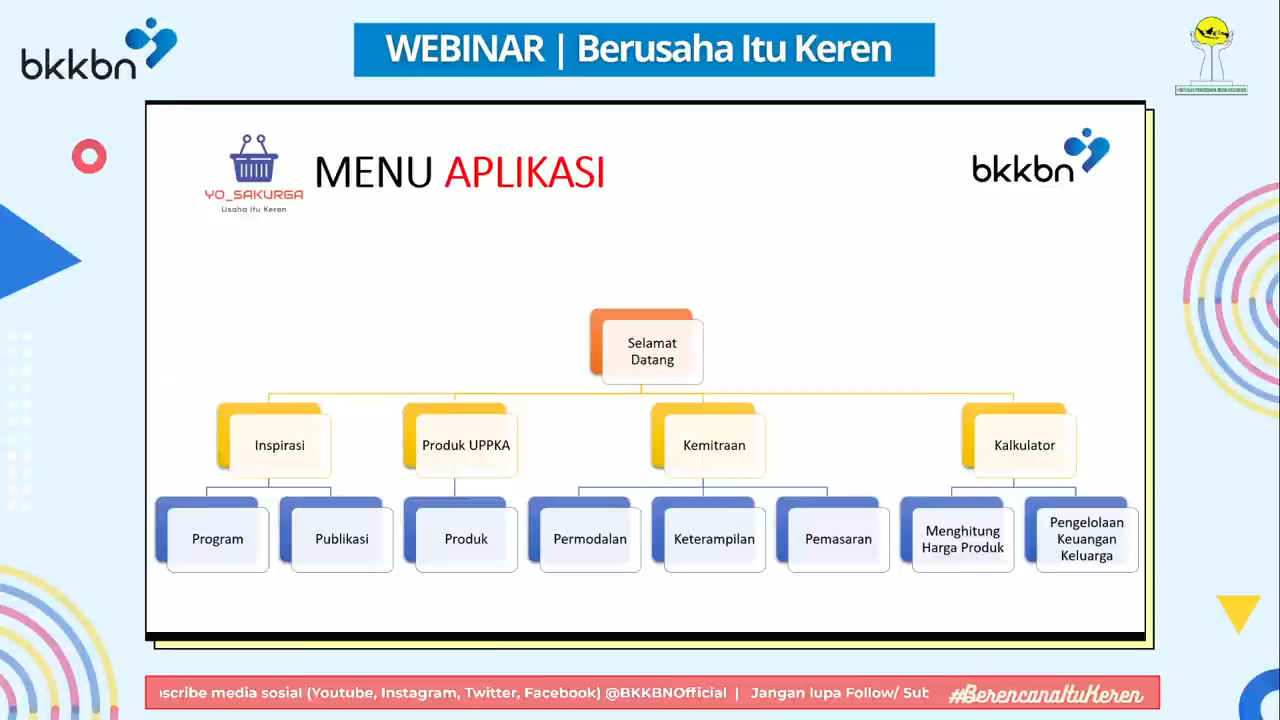 bkkbn
WEBINAR | Berusaha Itu Keren
YO_SAKURGA
Usaha Itu Keren
MENU APLIKASI
bkkbn
Selamat
Datang
Inspirasi
Produk UPPKA
Kemitraan
Kalkulator
Program
Publikasi
Produk
Permodalan
Keterampilan
Pemasaran
Menghitung
Harga Produk
Pengelolaan
Keuangan
Keluarga
scribe media sosial (Youtube, Instagram, Twitter, Facebook) @BKKBNOfficial | Jangan lupa Follow/ Sub
#BerencanaItuKeren